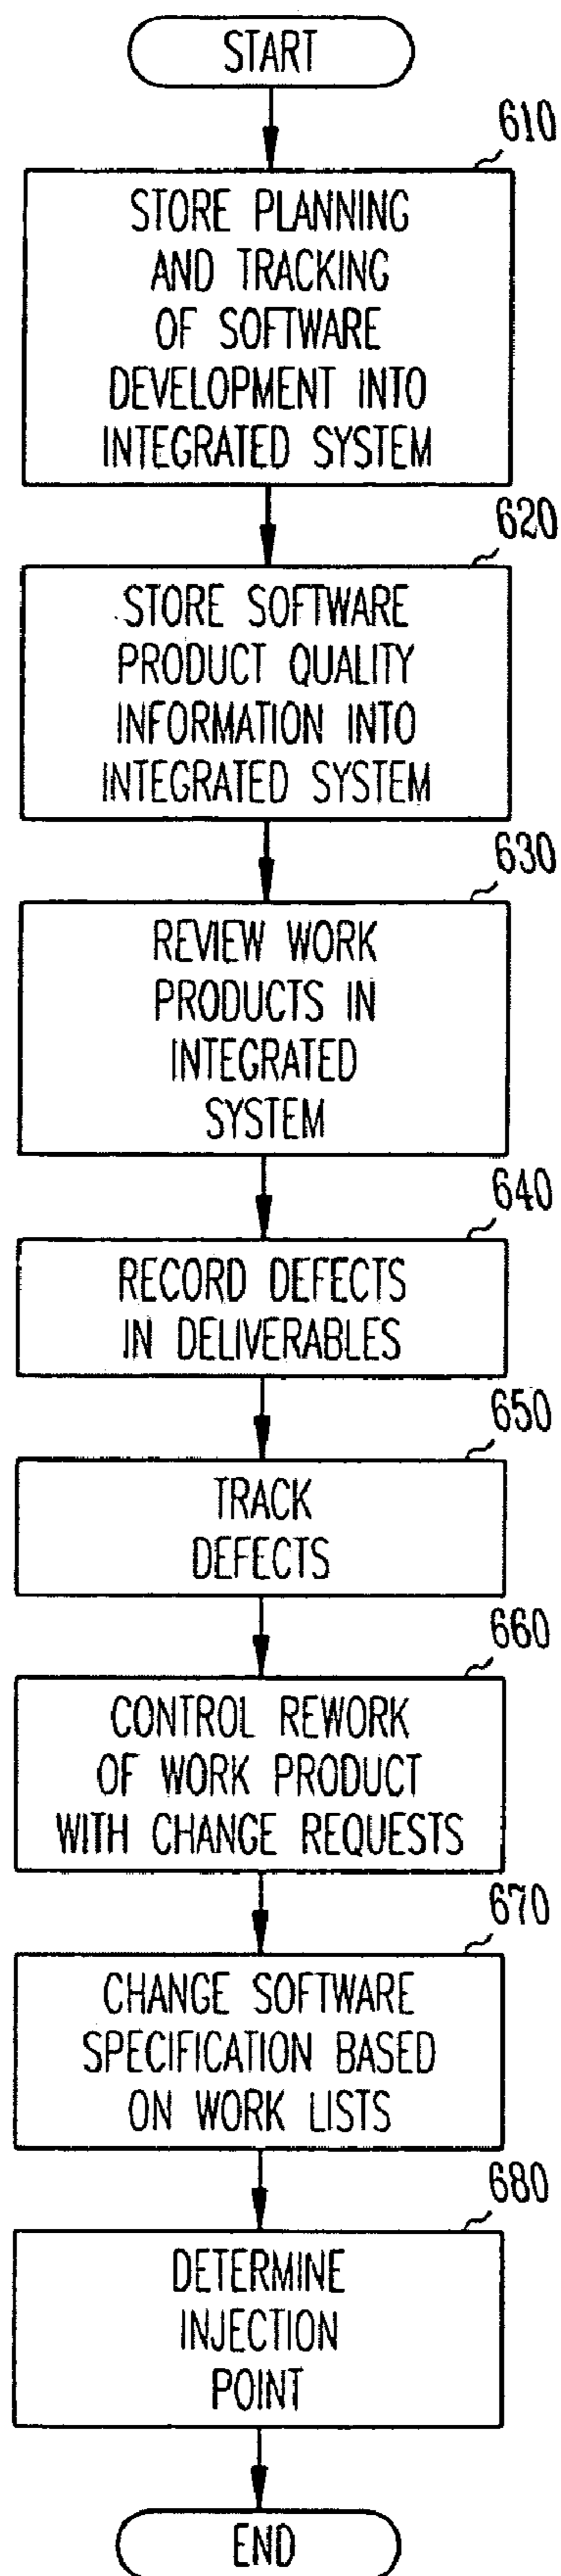 START
610
STORE PLANNING
AND TRACKING
OF SOFTWARE
DEVELOPMENT INTO
INTEGRATED SYSTEM
620
STORE SOFTWARE
PRODUCT QUALITY
INFORMATION INTO
INTEGRATED SYSTEM
630
REVIEW WORK
PRODUCTS IN
INTEGRATED
SYSTEM
640
RECORD DEFECTS
IN DELIVERABLES
650
TRACK
DEFECTS
660
CONTROL REWORK
OF WORK PRODUCT
WITH CHANGE REQUESTS
670
CHANGE SOFTWARE
SPECIFICATION BASED
ON WORK LISTS
680
DETERMINE
INJECTION
POINT
END